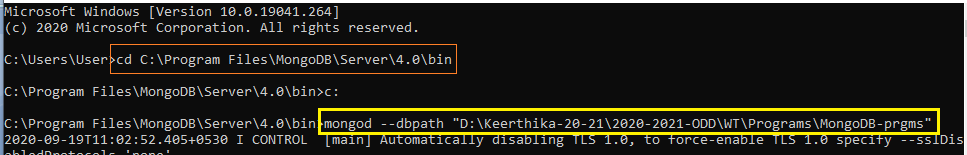 Microsoft Windows [Version 10.0.19041.264]
(c) 2020 Microsoft Corporation. All rights reserved.
C:\Users\User>cd C:\Program Files\MongoDB\Server\4.0\bin
C:\Program Files\MongoDB\Server\4.0\bin>c:
C:\Program Files\MongoDB\Server\4.0\bin>mongod --dbpath "D:\Keerthika-20-21\2020-2021-ODD\WT\Programs\MongoDB-prgms"
2020-09-19T11:02:52.405+0530 I CONTROL  [main] Automatically disabling TLS 1.0, to force-enable TLS 1.0 specify --sslDis
abledProtocols 'none'